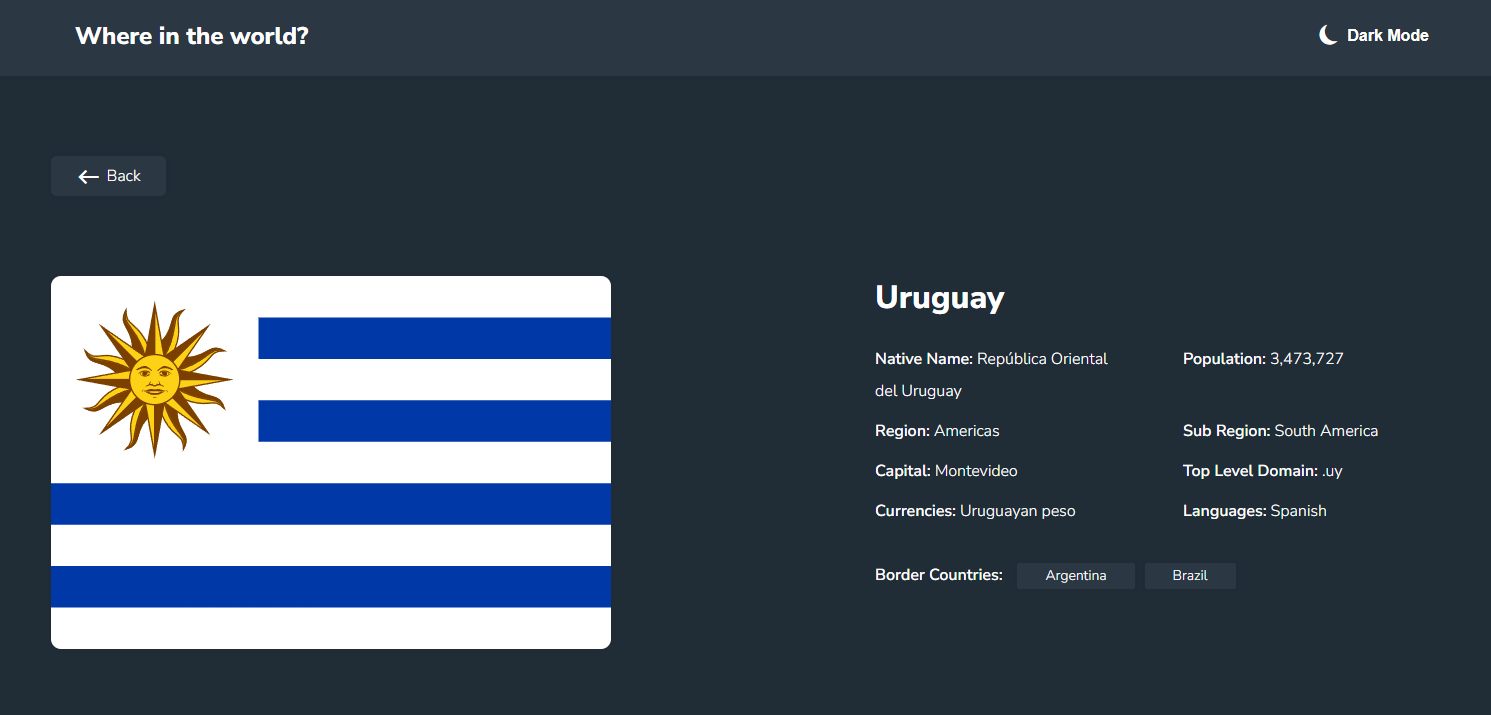 Where in the world?
Dark Mode
Back
Uruguay
Native Name: República Oriental
del Uruguay
Population: 3,473,727
Region: Americas
Sub Region: South America
Capital: Montevideo
Top Level Domain: .uy
Currencies: Uruguayan peso
Languages: Spanish
Border Countries:
Argentina
Brazil